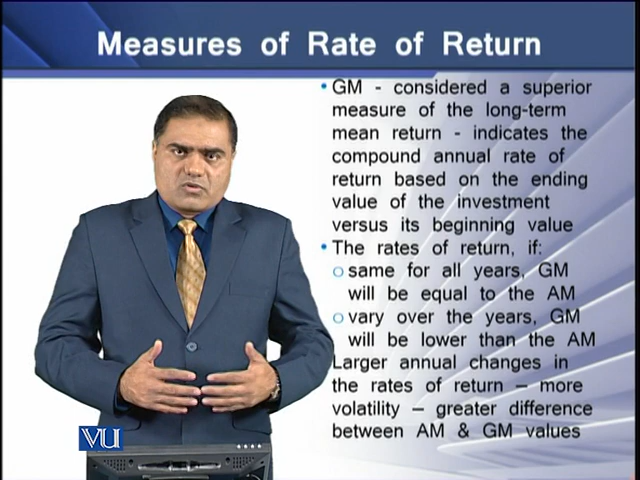 Measures of Rate of Return
• GM - considered a superior
measure of the long-term
mean return - indicates the
compound annual rate of
return based on the ending
value of the investment
versus its beginning value
• The rates of return, if:
o same for all years, GM
will be equal to the AM
o vary over the years, GM
will be lower than the AM
Larger annual changes in
the rates of return – more
volatility – greater difference
between AM & GM values
VU